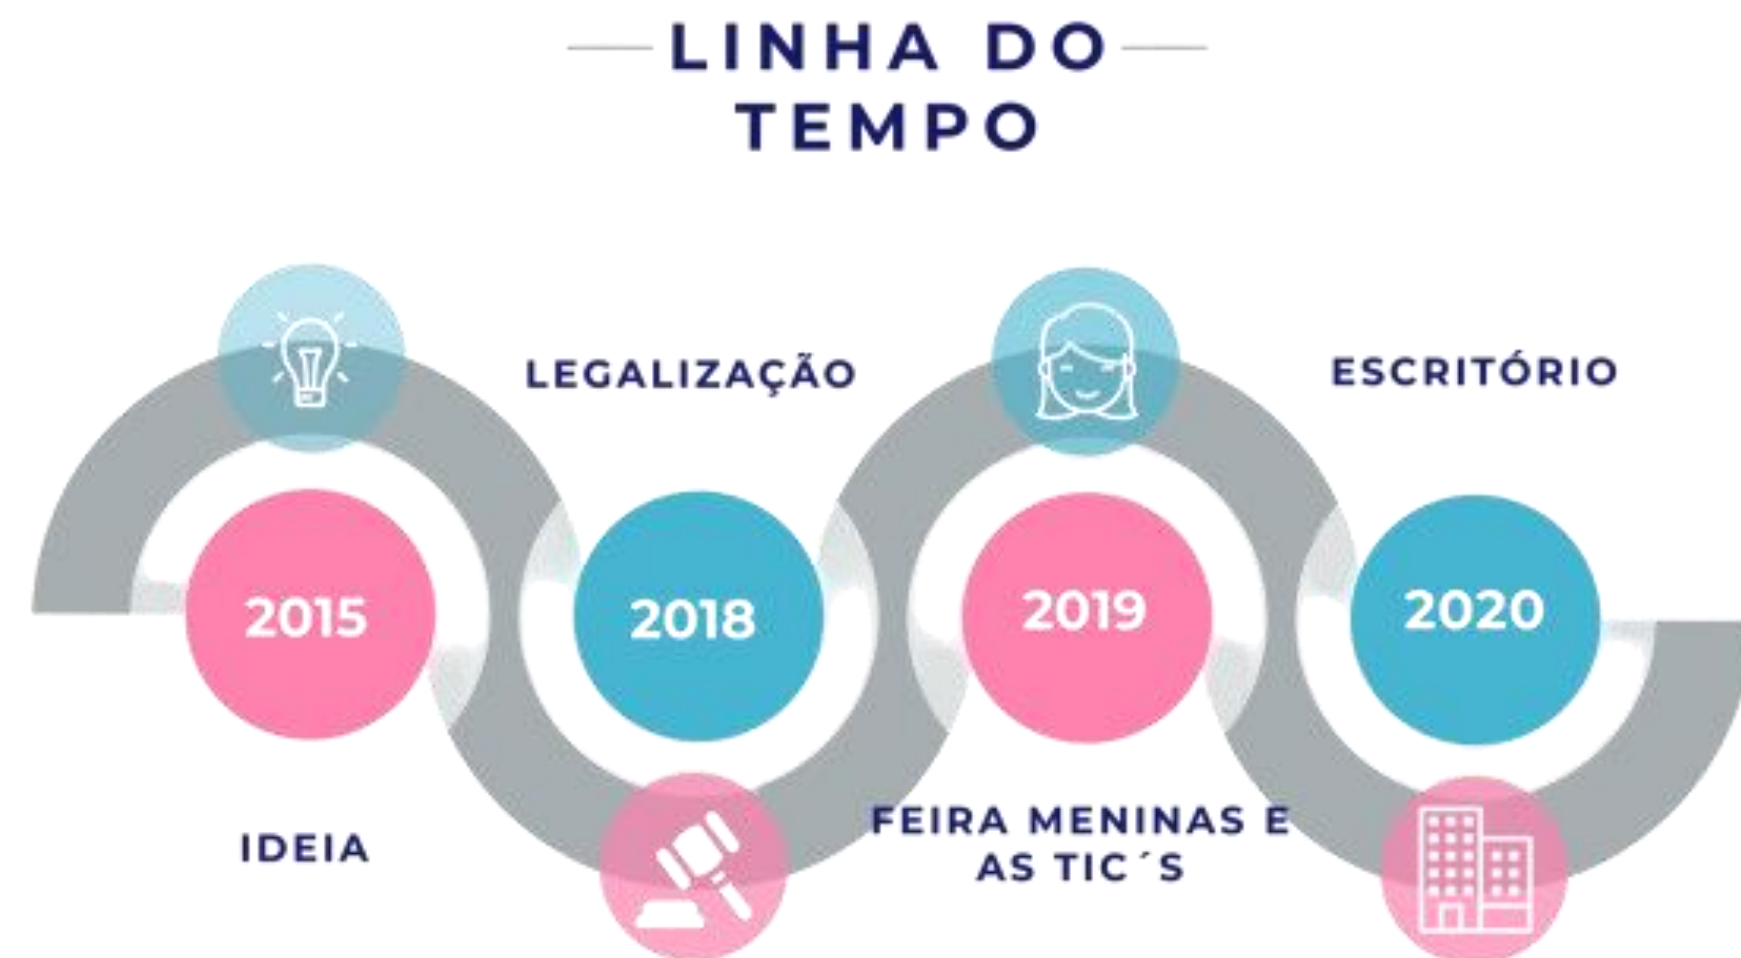 LINHA DO
TEMPO
2015
IDEIA
LEGALIZAÇÃO
2018
2019
FEIRA MENINAS E
AS TIC´S
ESCRITÓRIO
2020